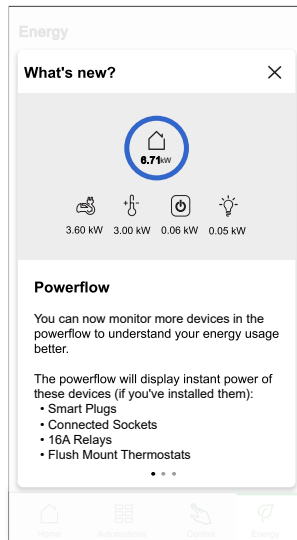 Energy
What's new?
6.71kW
3.60 kW 3.00 kW 0.06 kW 0.05 kW
Powerflow
You can now monitor more devices in the
powerflow to understand your energy usage
better.
The powerflow will display instant power of
these devices (if you've installed them):
• Smart Plugs
• Connected Sockets
• 16A Relays
• Flush Mount Thermostats
Home Automations Control Energy